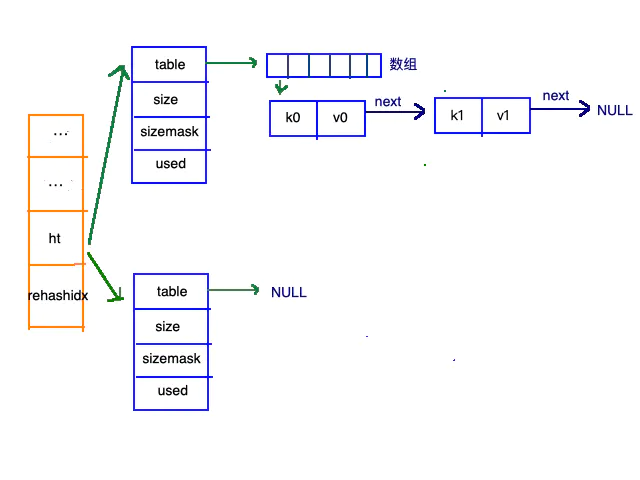 ...
...
ht
rehashidx
table
size
sizemask
used
数组
k0
v0
next
k1
v1
next
NULL
table
size
sizemask
used
NULL